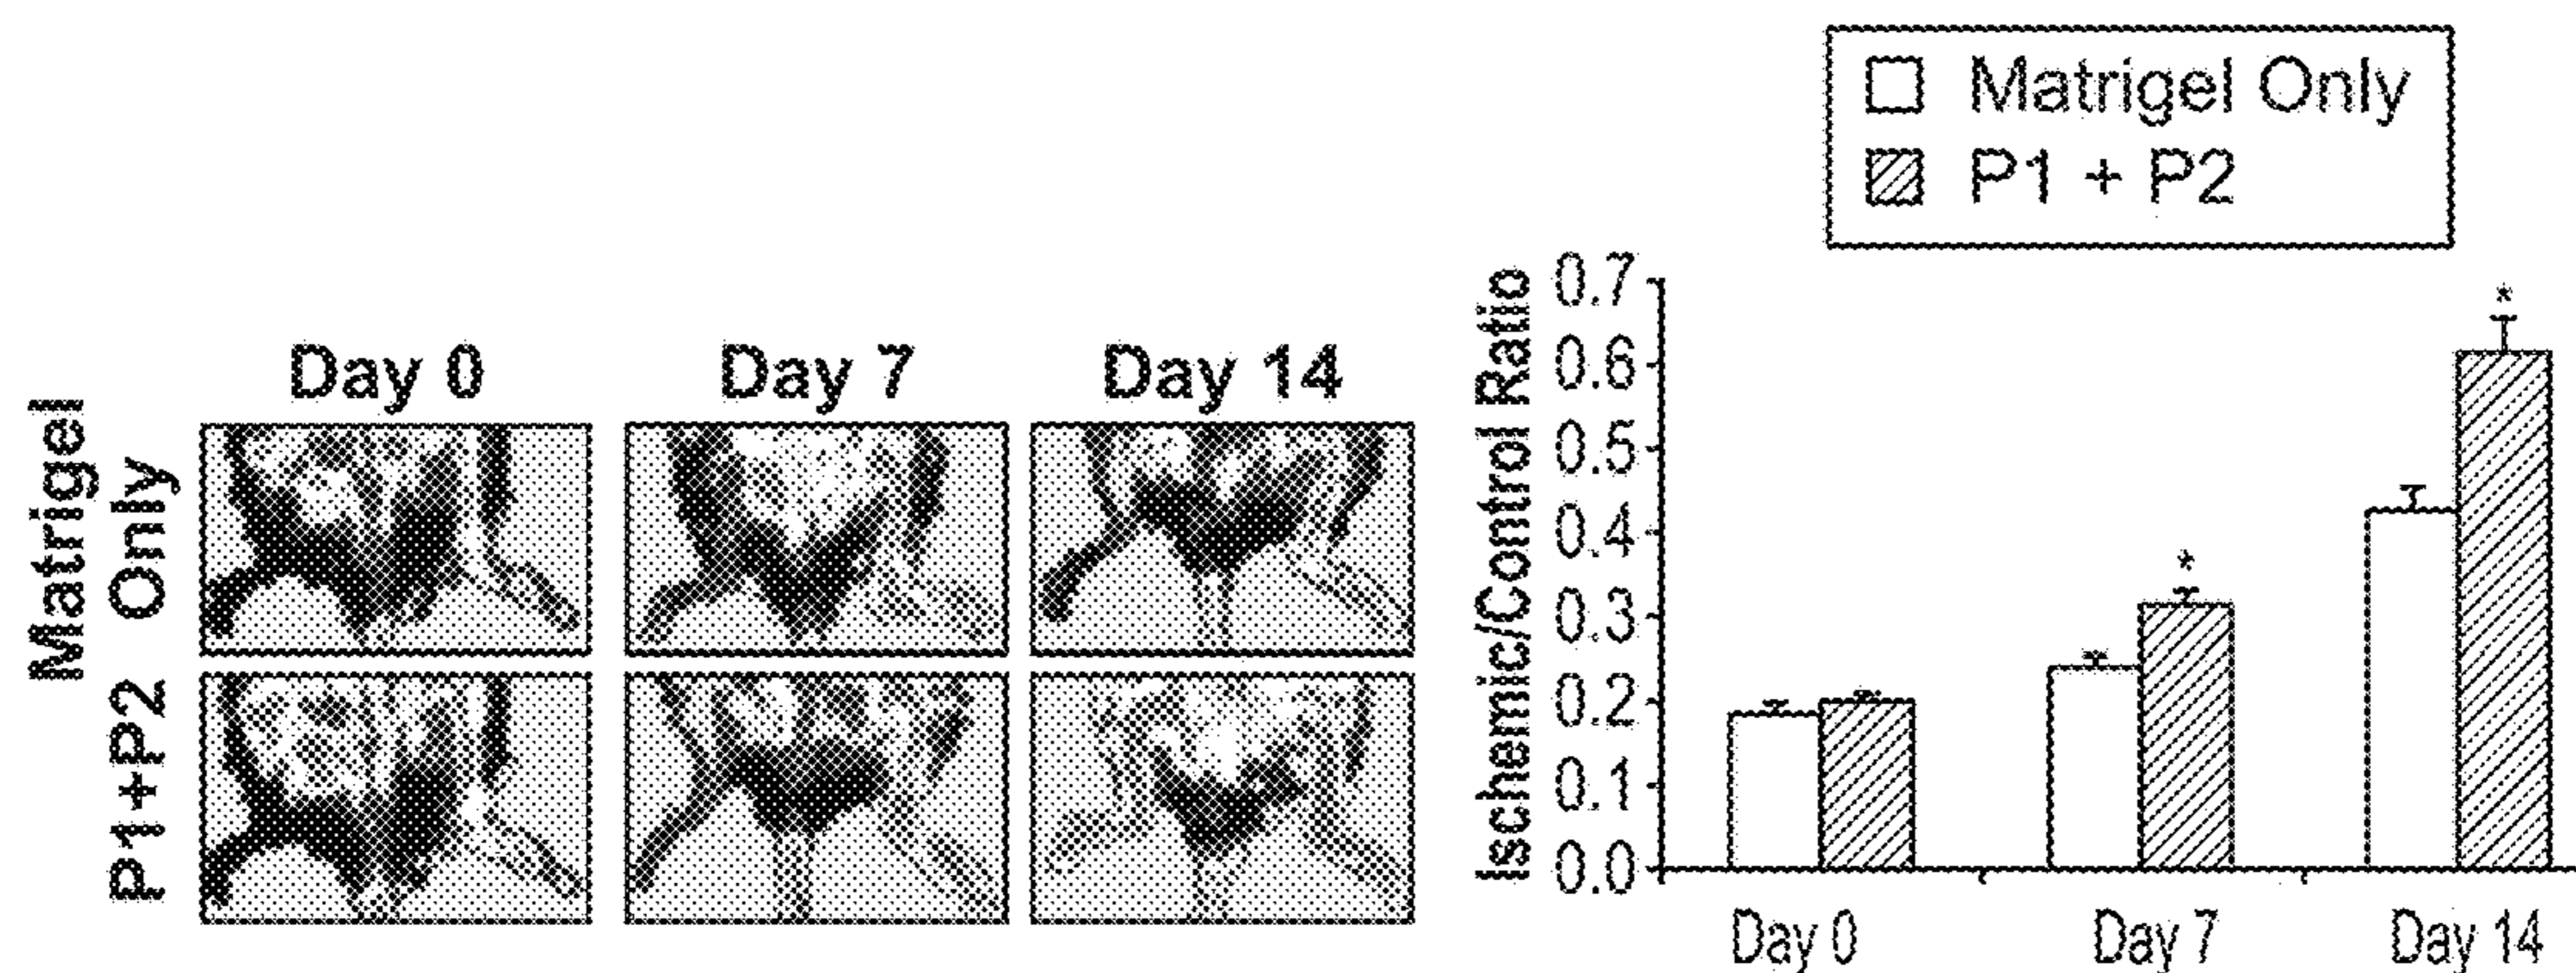 Matrigel Only
P1 + P2
Day 0 Day 7 Day 14
Matrigel
Only
P1+P2
Ischemic/Control Ratio
0.7
0.6
0.5
0.4
0.3
0.2
0.1
0.0
*
*
Day 0 Day 7 Day 14